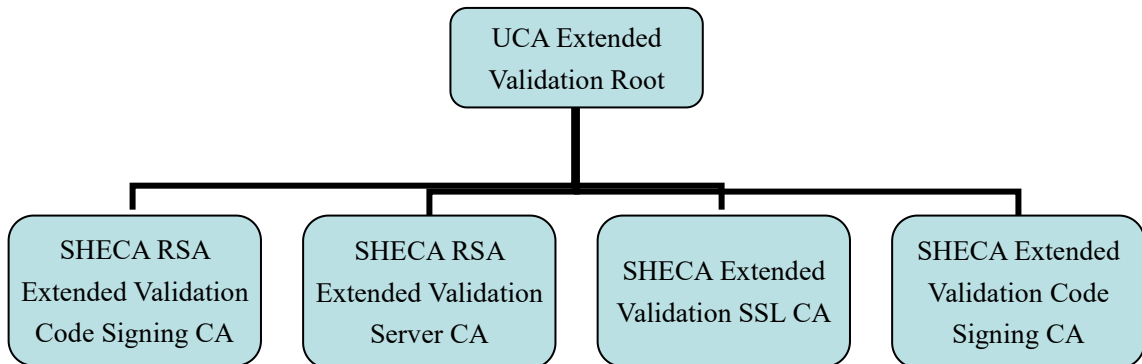 UCA Extended
Validation Root
SHECA RSA
Extended Validation
Code Signing CA
SHECA RSA
Extended Validation
Server CA
SHECA Extended
Validation SSL CA
SHECA Extended
Validation Code
Signing CA